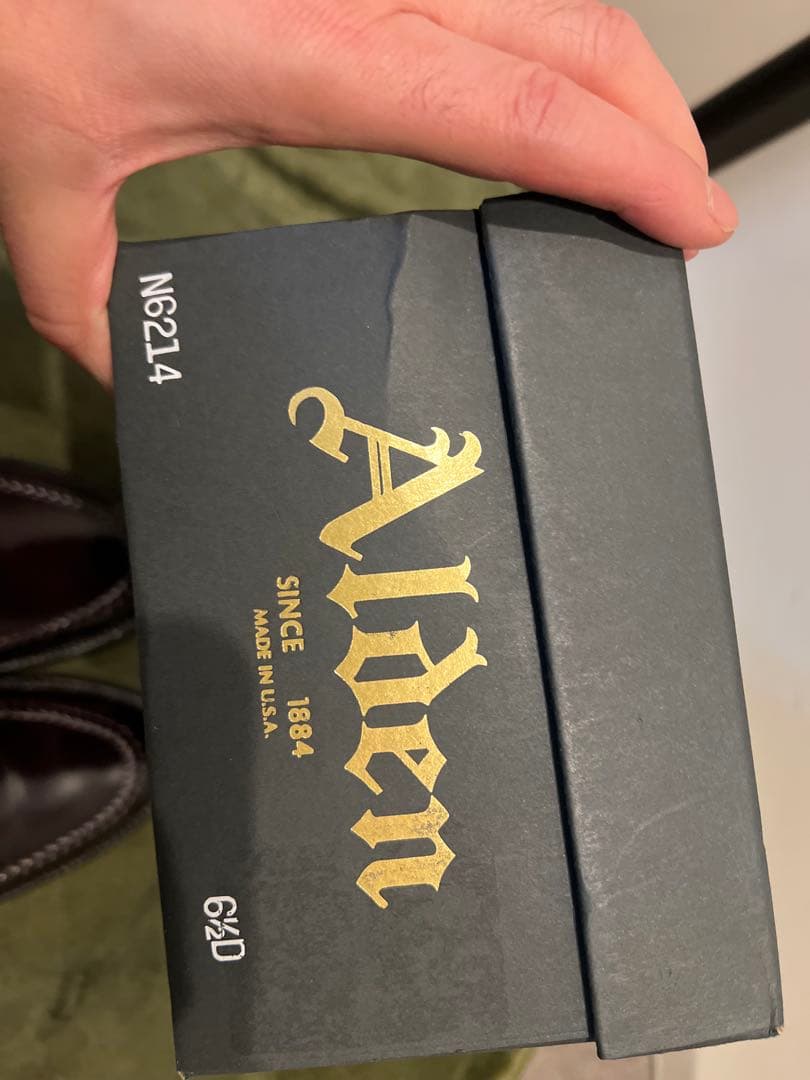 Alden
SINCE 1884
MADE IN U.S.A.
N6214
6½D